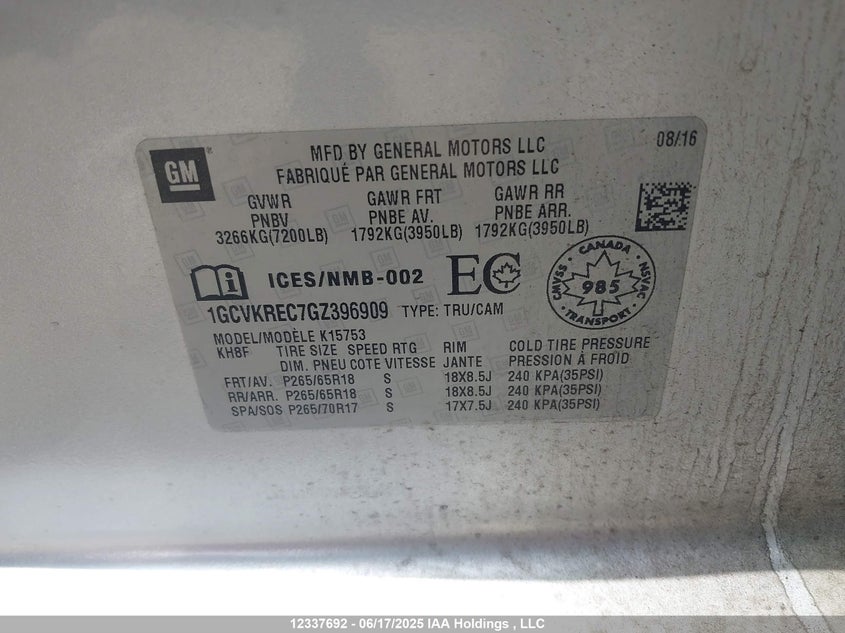 GM
MFD BY GENERAL MOTORS LLC
FABRIQUÉ PAR GENERAL MOTORS LLC
08/16
GVWR GAWR FRT GAWR RR
PNBV PNBE AV. PNBE ARR.
3266KG(7200LB) 1792KG(3950LB) 1792KG(3950LB)
i ICES/NMB-002 EC
CMVSS CANADA NSVAC
985
TRANSPORT
1GCVKREC7GZ396909 TYPE: TRU/CAM
MODEL/MODÈLE K15753
KH8F TIRE SIZE SPEED RTG RIM COLD TIRE PRESSURE
DIM. PNEU COTE VITESSE JANTE PRESSION À FROID
FRT/AV. P265/65R18 S 18X8.5J 240 KPA(35PSI)
RR/ARR. P265/65R18 S 18X8.5J 240 KPA(35PSI)
SPA/SOS P265/70R17 S 17X7.5J 240 KPA(35PSI)
12337692 - 06/17/2025 IAA Holdings , LLC